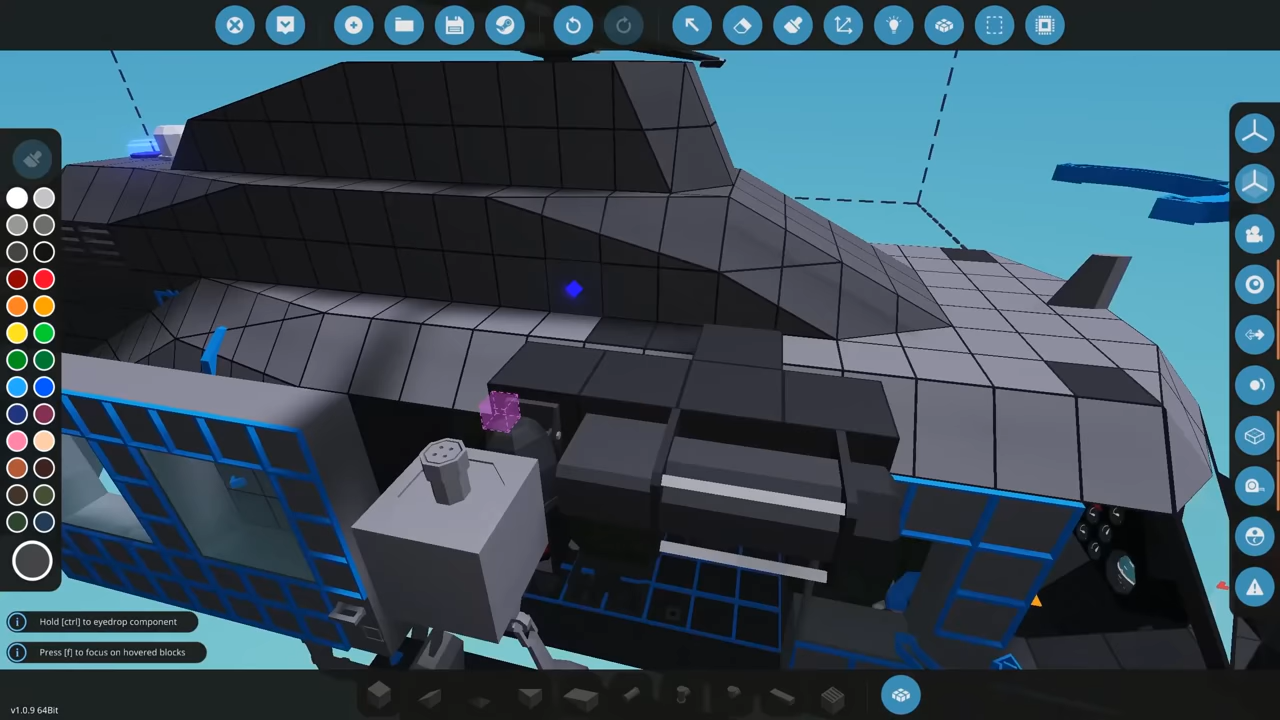 Hold [ctrl] to eyedrop component
Press [f] to focus on hovered blocks
v1.0.9 64Bit